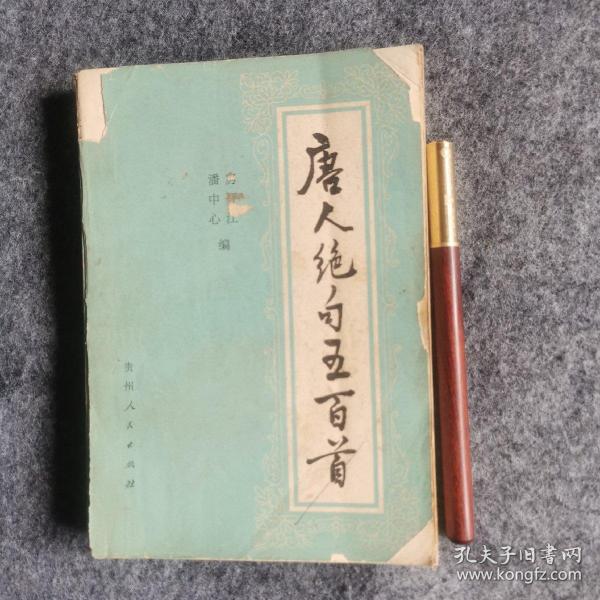 唐人绝句五百首
潘中心 编
贵州人民出版社
孔夫子旧书网
www.kongfz.com